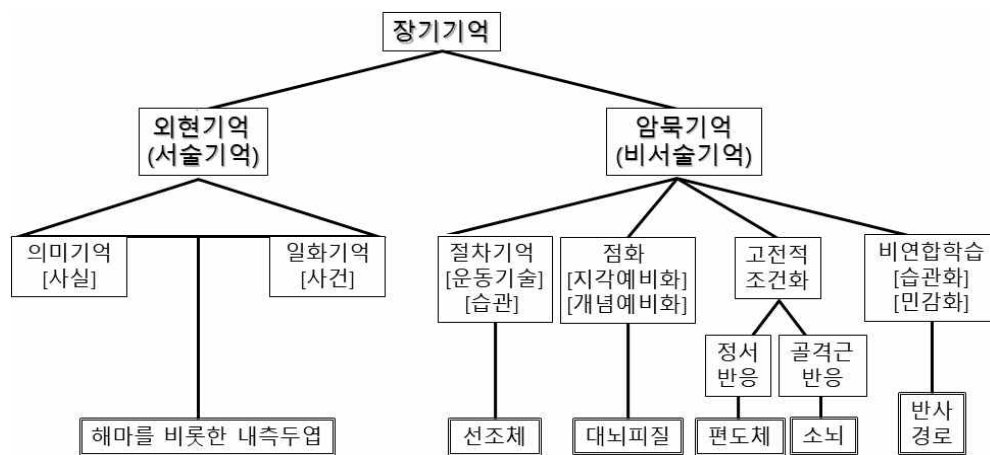 장기기억
외현기억
(서술기억)
암묵기억
(비서술기억)
의미기억
[사실]
일화기억
[사건]
절차기억
[운동기술]
[습관]
점화
[지각예비화]
[개념예비화]
고전적
조건화
비연합학습
[습관화]
[민감화]
정서
반응
골격근
반응
해마를 비롯한 내측두엽
선조체
대뇌피질
편도체
소뇌
반사
경로